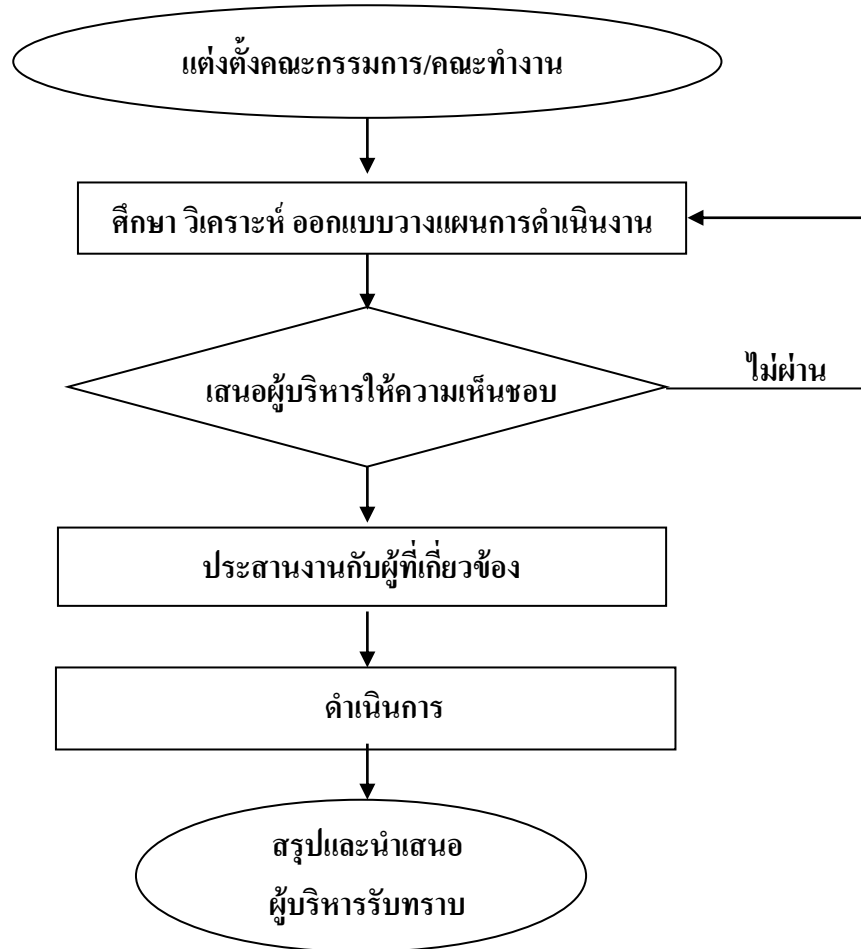 แต่งตั้งคณะกรรมการ/คณะทำงาน
ศึกษา วิเคราะห์ ออกแบบวางแผนการดำเนินงาน
ไม่ผ่าน
เสนอผู้บริหารให้ความเห็นชอบ
ประสานงานกับผู้ที่เกี่ยวข้อง
ดำเนินการ
สรุปและนำเสนอ
ผู้บริหารรับทราบ